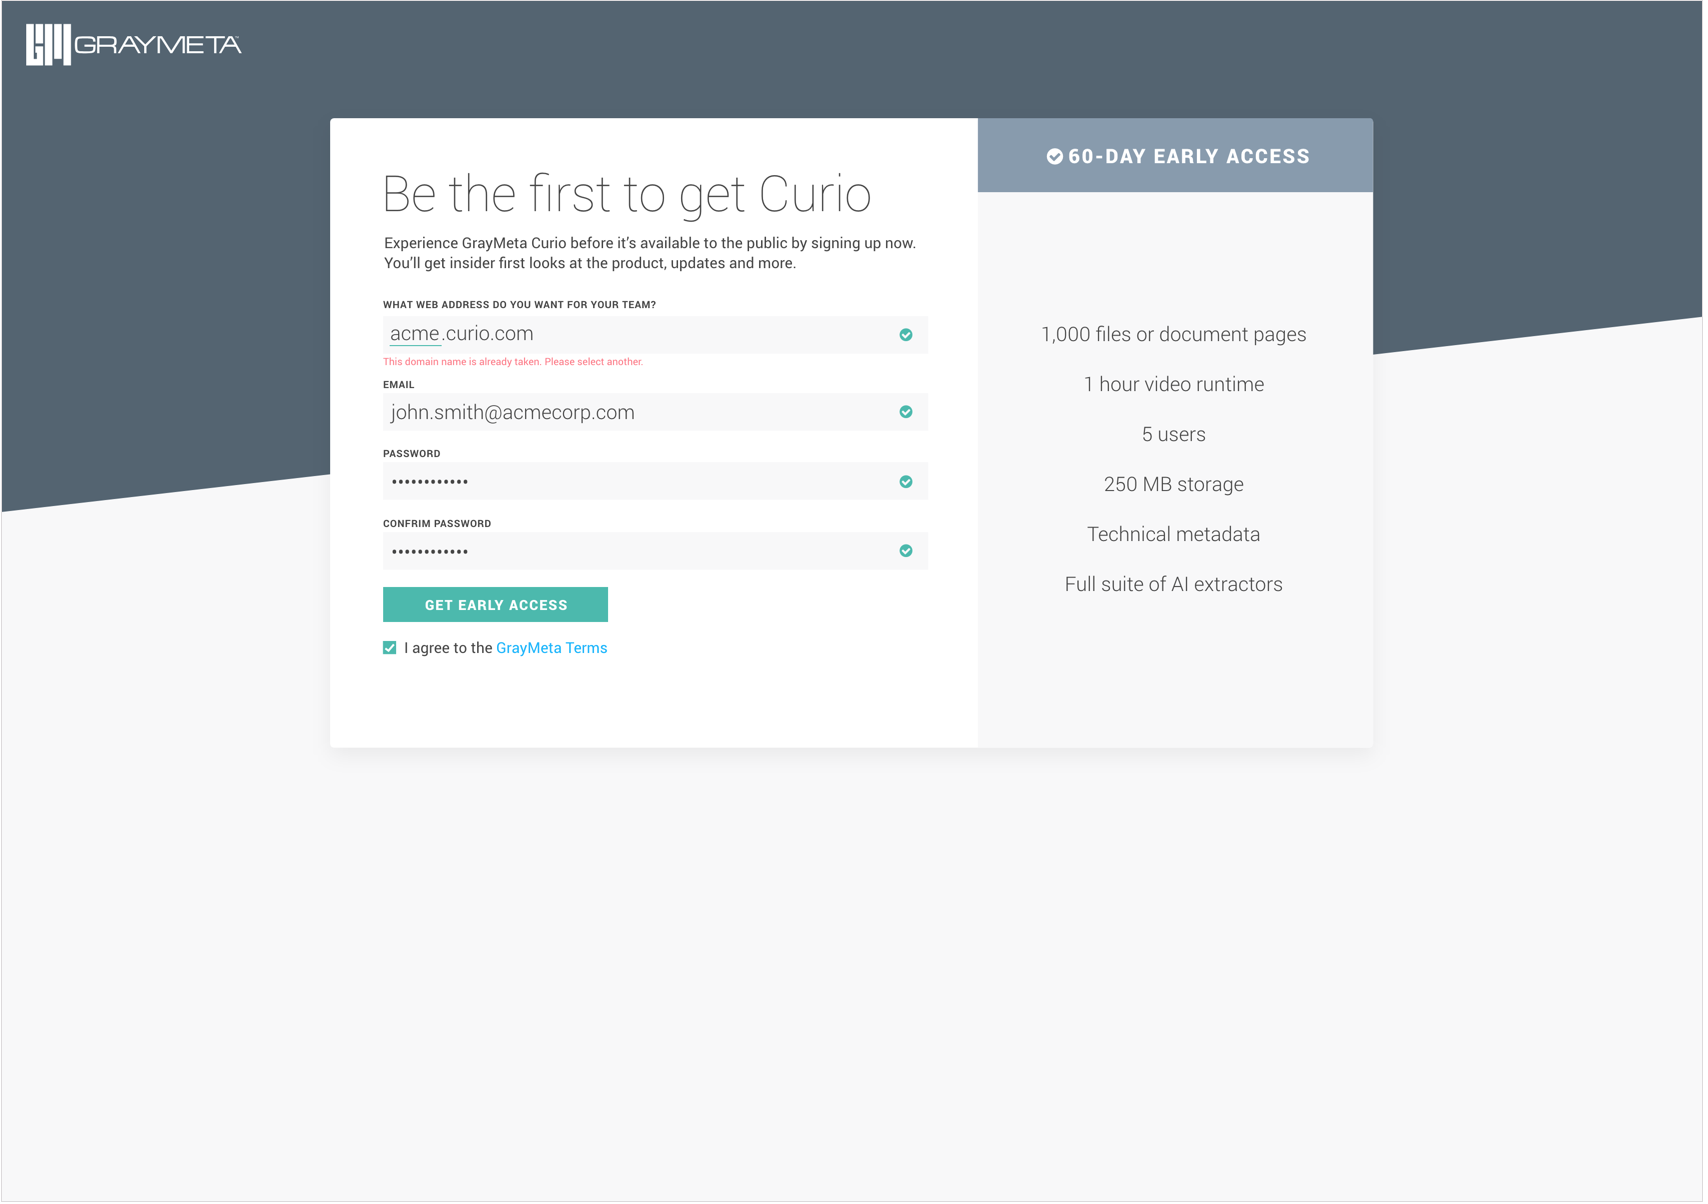 GRAYMETA
Be the first to get Curio
Experience GrayMeta Curio before it’s available to the public by signing up now.
You’ll get insider first looks at the product, updates and more.
WHAT WEB ADDRESS DO YOU WANT FOR YOUR TEAM?
acme.curio.com
This domain name is already taken. Please select another.
EMAIL
john.smith@acmecorp.com
PASSWORD
••••••••••••
CONFRIM PASSWORD
••••••••••••
GET EARLY ACCESS
I agree to the GrayMeta Terms
60-DAY EARLY ACCESS
1,000 files or document pages
1 hour video runtime
5 users
250 MB storage
Technical metadata
Full suite of AI extractors